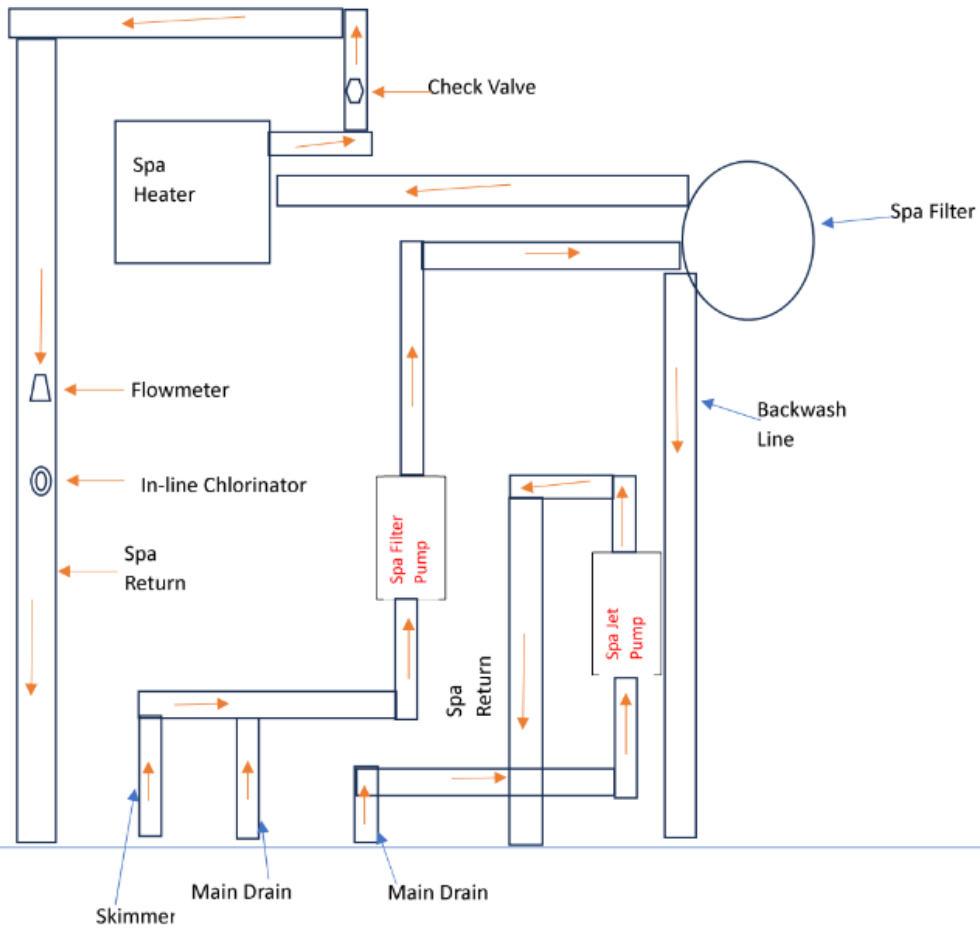 Check Valve
Spa
Heater
Spa Filter
Flowmeter
Backwash
Line
In-line Chlorinator
Spa Filter
Pump
Spa
Return
Spa Jet
Pump
Spa
Return
Main Drain
Main Drain
Skimmer